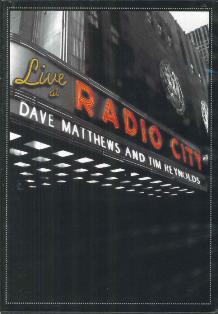 Live
at
RADIO CITY
DAVE MATTHEWS AND TIM REYNOLDS